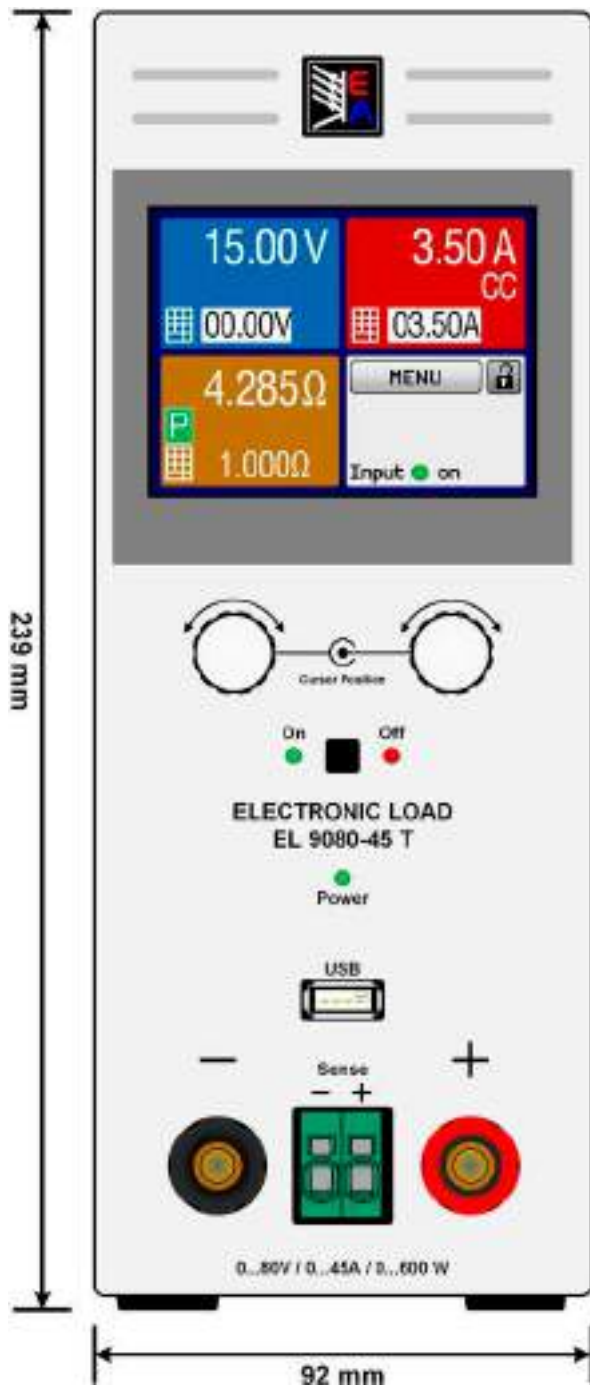 EA
15.00 V
3.50 A
CC
00.00V
03.50A
4.285Ω
P
1.000Ω
MENU
Input on
239 mm
Cursor Position
On
Off
ELECTRONIC LOAD
EL 9080-45 T
Power
USB
− +
Sense
− +
0...80V / 0...45A / 0...600 W
92 mm